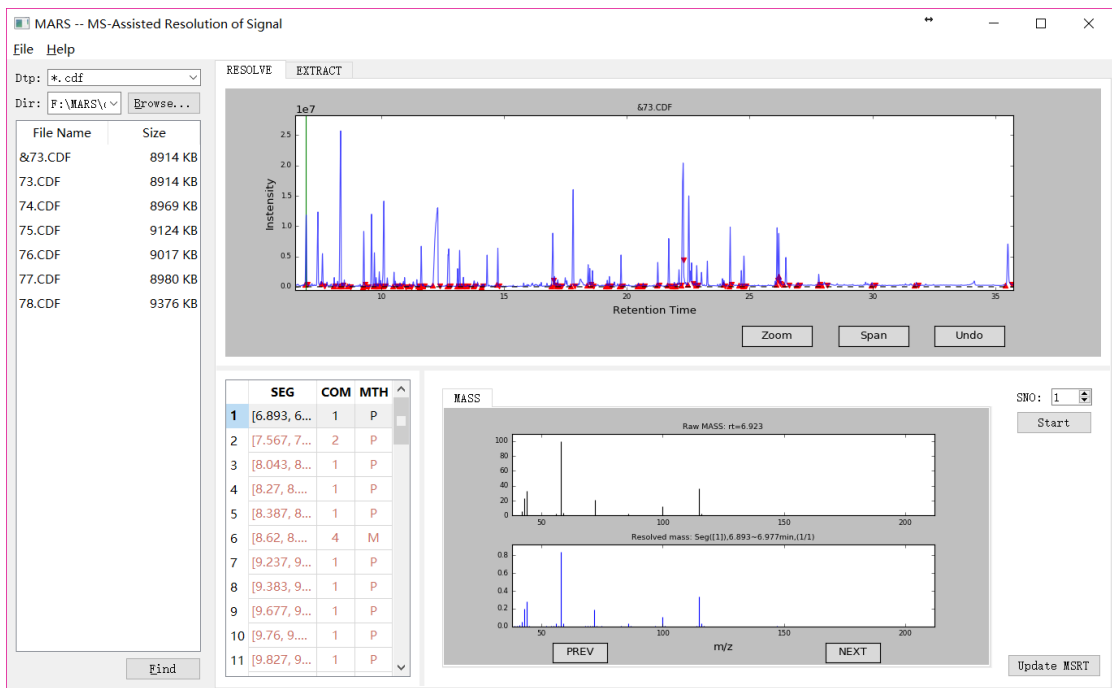 MARS -- MS-Assisted Resolution of Signal
File Help
Dtp: *.cdf
Dir: F:\MARS\ Browse...
File Name Size
&73.CDF 8914 KB
73.CDF 8914 KB
74.CDF 8969 KB
75.CDF 9124 KB
76.CDF 9017 KB
77.CDF 8980 KB
78.CDF 9376 KB
Find
RESOLVE EXTRACT
&73.CDF
1e7
2.5
2.0
1.5
1.0
0.5
0.0
Instensity
10 15 20 25 30 35
Retention Time
Zoom Span Undo
SEG COM MTH
1 [6.893, 6... 1 P
2 [7.567, 7... 2 P
3 [8.043, 8... 1 P
4 [8.27, 8.... 1 P
5 [8.387, 8... 1 P
6 [8.62, 8.... 4 M
7 [9.237, 9... 1 P
8 [9.383, 9... 1 P
9 [9.677, 9... 1 P
10 [9.76, 9.... 1 P
11 [9.827, 9... 1 P
MASS
Raw MASS: rt=6.923
100
80
60
40
20
0
50 100 150 200
Resolved mass: Seg([1]),6.893~6.977min,(1/1)
0.8
0.6
0.4
0.2
0.0
50 100 150 200
m/z
PREV NEXT
SNO: 1
Start
Update MSRT